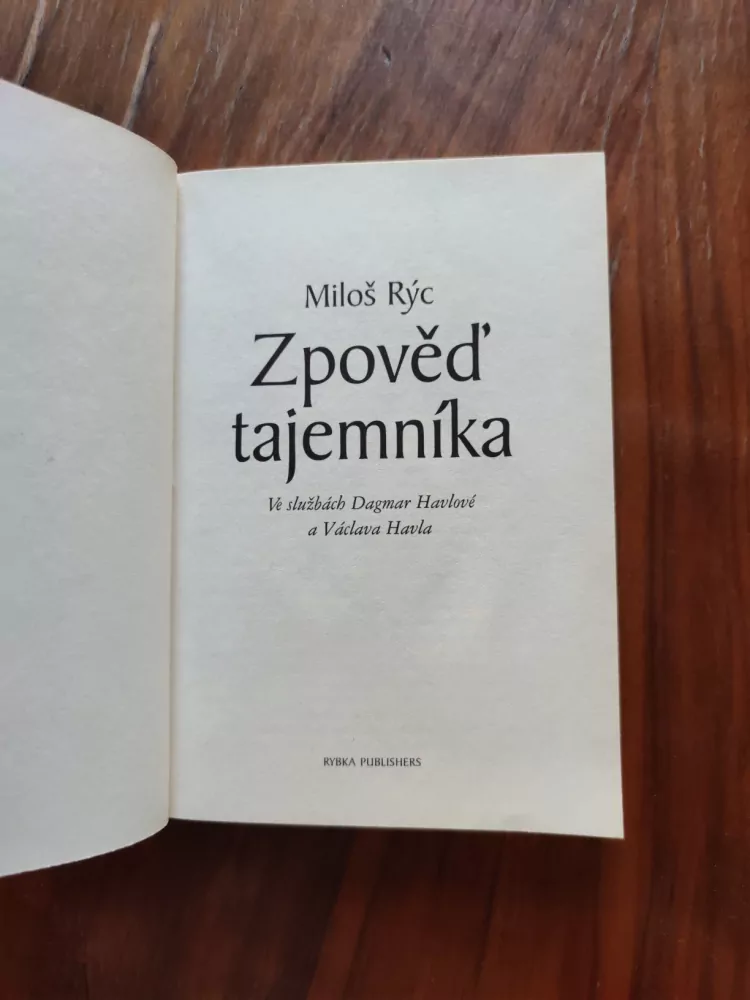 Miloš Rýc
Zpověď
tajemníka
Ve službách Dagmar Havlové
a Václava Havla
RYBKA PUBLISHERS